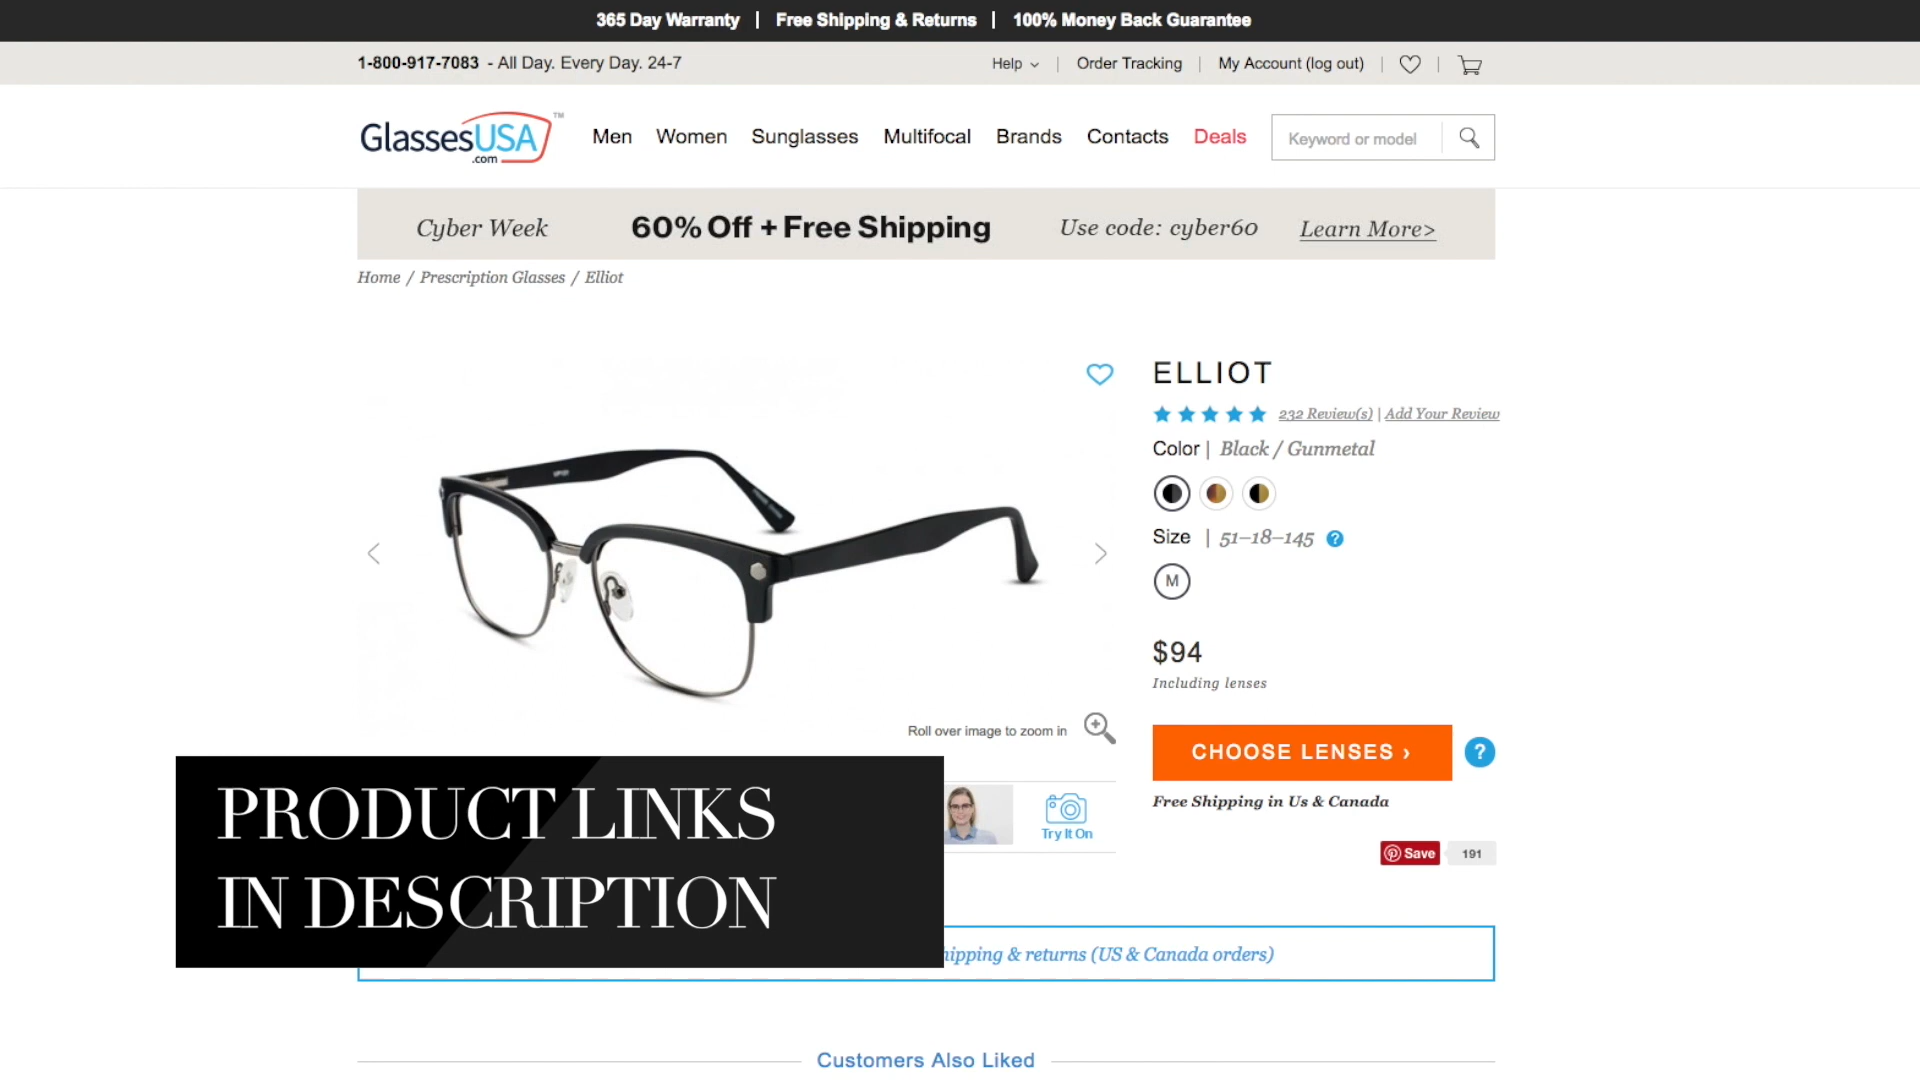 365 Day Warranty | Free Shipping & Returns | 100% Money Back Guarantee
1-800-917-7083 - All Day. Every Day. 24-7
Help | Order Tracking | My Account (log out) | |
GlassesUSA ™
.com
Men Women Sunglasses Multifocal Brands Contacts Deals
Keyword or model
Cyber Week 60% Off + Free Shipping Use code: cyber60 Learn More>
Home / Prescription Glasses / Elliot
ELLIOT
232 Review(s) | Add Your Review
Color | Black / Gunmetal
Size | 51–18–145 ?
M
$94
Including lenses
Roll over image to zoom in
CHOOSE LENSES › ?
Free Shipping in Us & Canada
Try It On
Save 191
PRODUCT LINKS
IN DESCRIPTION
hipping & returns (US & Canada orders)
Customers Also Liked